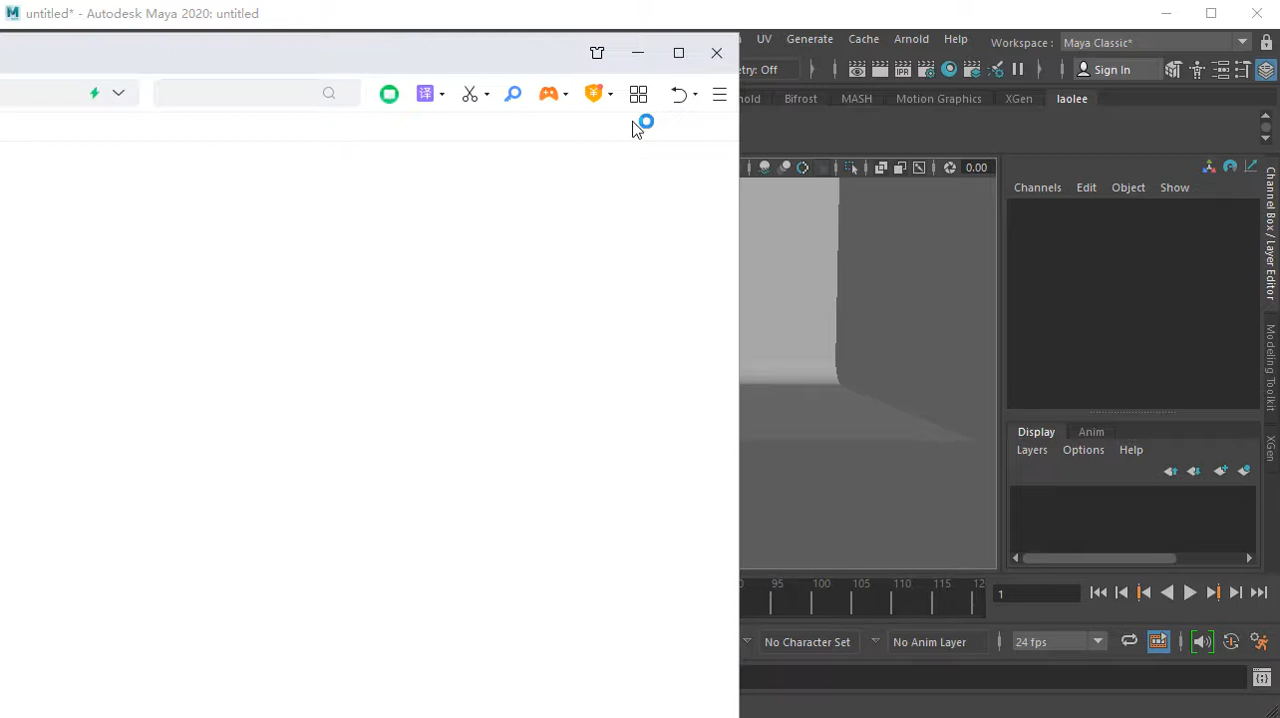 untitled* - Autodesk Maya 2020: untitled
UV Generate Cache Arnold Help Workspace : Maya Classic*
try: Off Sign In
译 ¥
Bifrost MASH Motion Graphics XGen laolee
0.00
Channels Edit Object Show
Channel Box / Layer Editor
Modeling Toolkit
XGen
Display Anim
Layers Options Help
95 100 105 110 115 12
1
No Character Set No Anim Layer 24 fps